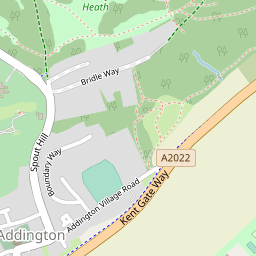 Heath
Bridle Way
Spout Hill
Boundary Way
A2022
Addington Village Road
Kent Gate Way
Addington